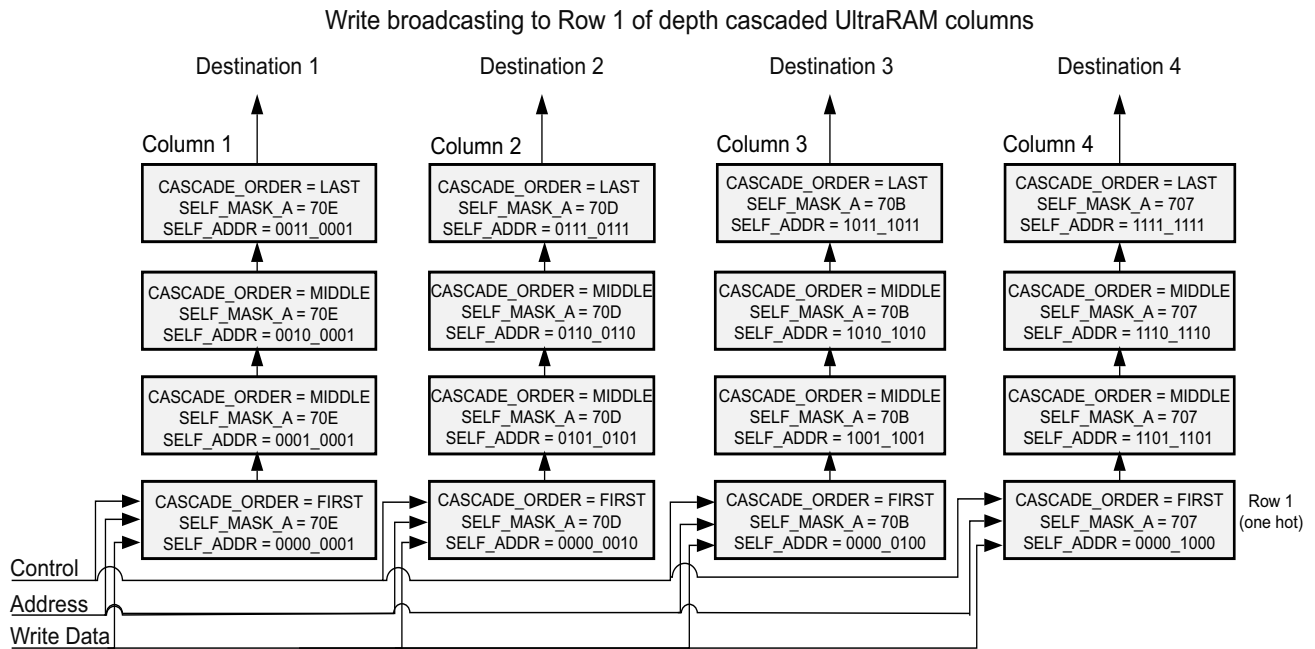 Write broadcasting to Row 1 of depth cascaded UltraRAM columns
Destination 1
Destination 2
Destination 3
Destination 4
Column 1
Column 2
Column 3
Column 4
CASCADE_ORDER = LAST
SELF_MASK_A = 70E
SELF_ADDR = 0011_0001
CASCADE_ORDER = LAST
SELF_MASK_A = 70D
SELF_ADDR = 0111_0111
CASCADE_ORDER = LAST
SELF_MASK_A = 70B
SELF_ADDR = 1011_1011
CASCADE_ORDER = LAST
SELF_MASK_A = 707
SELF_ADDR = 1111_1111
CASCADE_ORDER = MIDDLE
SELF_MASK_A = 70E
SELF_ADDR = 0010_0001
CASCADE_ORDER = MIDDLE
SELF_MASK_A = 70D
SELF_ADDR = 0110_0110
CASCADE_ORDER = MIDDLE
SELF_MASK_A = 70B
SELF_ADDR = 1010_1010
CASCADE_ORDER = MIDDLE
SELF_MASK_A = 707
SELF_ADDR = 1110_1110
CASCADE_ORDER = MIDDLE
SELF_MASK_A = 70E
SELF_ADDR = 0001_0001
CASCADE_ORDER = MIDDLE
SELF_MASK_A = 70D
SELF_ADDR = 0101_0101
CASCADE_ORDER = MIDDLE
SELF_MASK_A = 70B
SELF_ADDR = 1001_1001
CASCADE_ORDER = MIDDLE
SELF_MASK_A = 707
SELF_ADDR = 1101_1101
CASCADE_ORDER = FIRST
SELF_MASK_A = 70E
SELF_ADDR = 0000_0001
CASCADE_ORDER = FIRST
SELF_MASK_A = 70D
SELF_ADDR = 0000_0010
CASCADE_ORDER = FIRST
SELF_MASK_A = 70B
SELF_ADDR = 0000_0100
CASCADE_ORDER = FIRST
SELF_MASK_A = 707
SELF_ADDR = 0000_1000
Row 1
(one hot)
Control
Address
Write Data